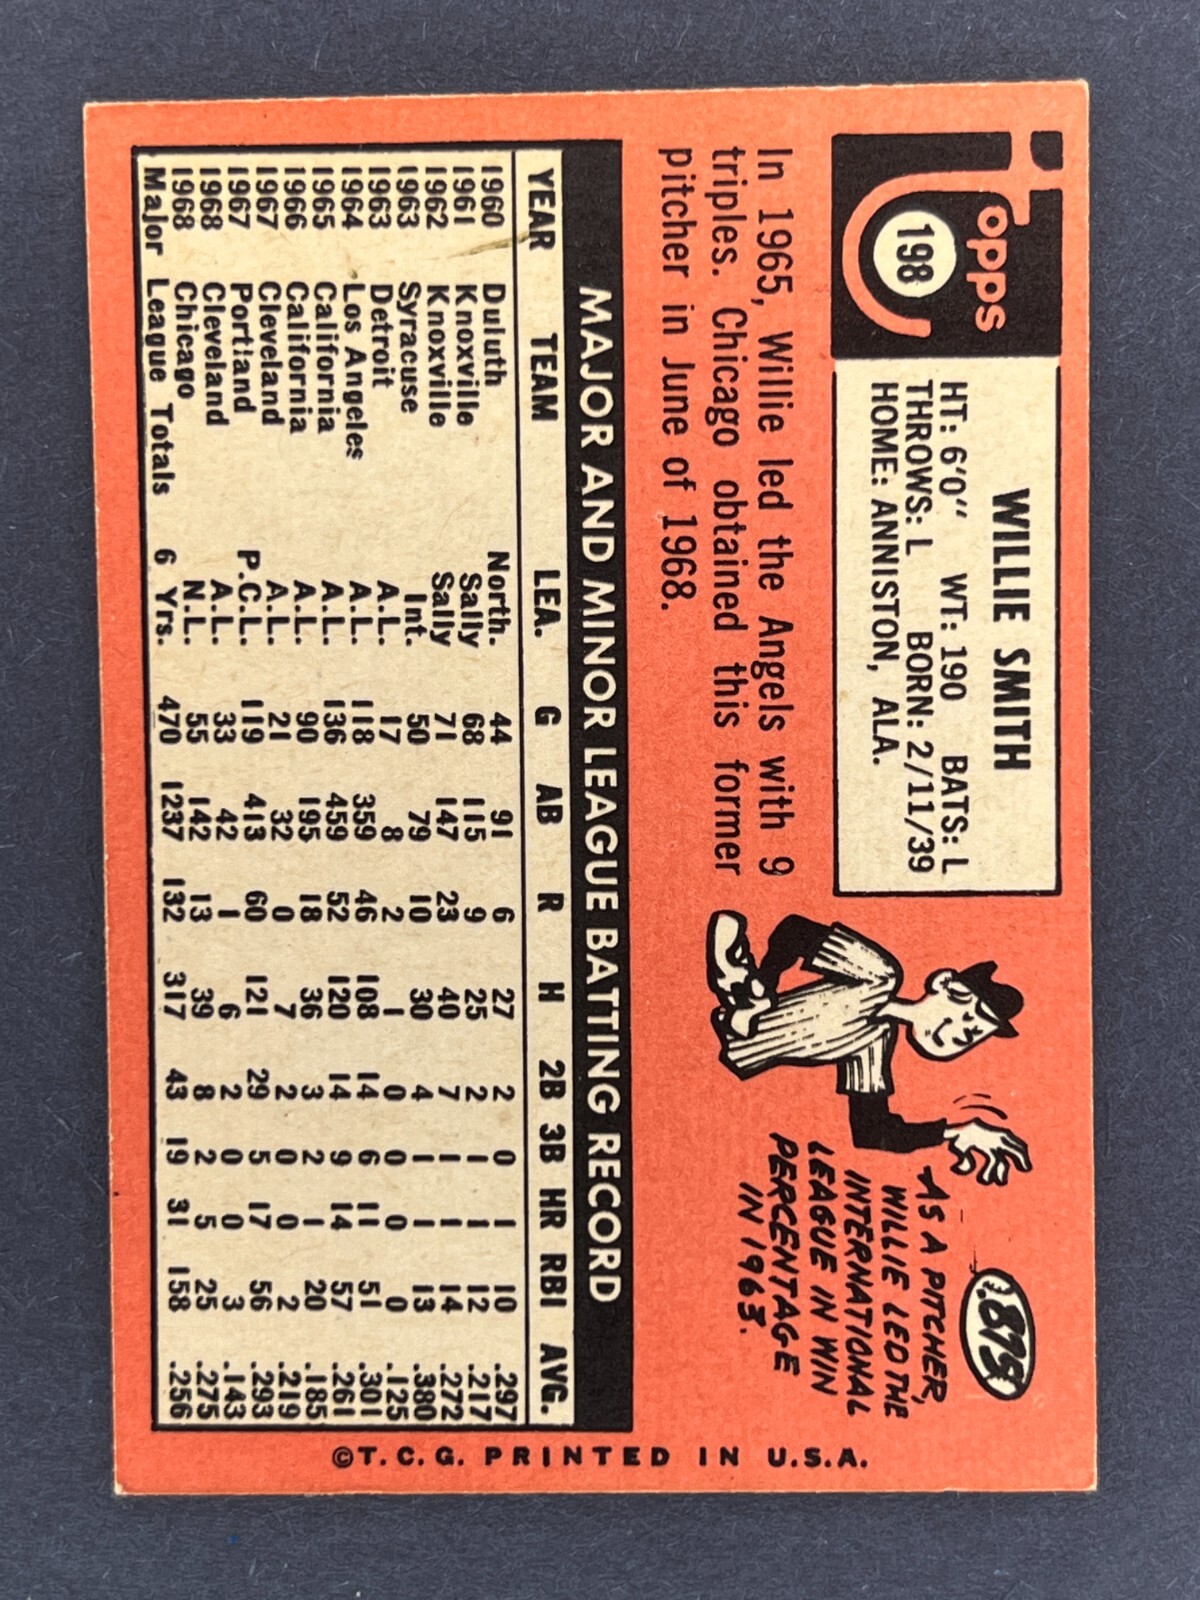 Topps
198
WILLIE SMITH
HT: 6'0" WT: 190 BATS: L
THROWS: L BORN: 2/11/39
HOME: ANNISTON, ALA.
In 1965, Willie led the Angels with 9
triples. Chicago obtained this former
pitcher in June of 1968.
.875
AS A PITCHER,
WILLIE LED THE
INTERNATIONAL
LEAGUE IN WIN
PERCENTAGE
IN 1963.
MAJOR AND MINOR LEAGUE BATTING RECORD
YEAR TEAM LEA. G AB R H 2B 3B HR RBI AVG.
1960 Duluth North. 44 91 6 27 2 0 1 10 .297
1961 Knoxville Sally 68 115 9 25 2 1 1 12 .217
1962 Knoxville Sally 71 147 23 40 7 1 1 14 .272
1963 Syracuse Int. 50 79 10 30 4 1 1 13 .380
1963 Detroit A.L. 17 8 2 1 0 0 0 0 .125
1964 Los Angeles A.L. 118 359 46 108 14 6 11 51 .301
1965 California A.L. 136 459 52 120 14 9 14 57 .261
1966 California A.L. 90 195 18 36 3 2 1 20 .185
1967 Cleveland A.L. 21 32 0 7 2 0 0 2 .219
1967 Portland P.C.L. 119 413 60 121 29 5 17 56 .293
1968 Cleveland A.L. 33 42 1 6 2 0 0 3 .143
1968 Chicago N.L. 55 142 13 39 8 2 5 25 .275
Major League Totals 6 Yrs. 470 1237 132 317 43 19 31 158 .256
©T.C.G. PRINTED IN U.S.A.